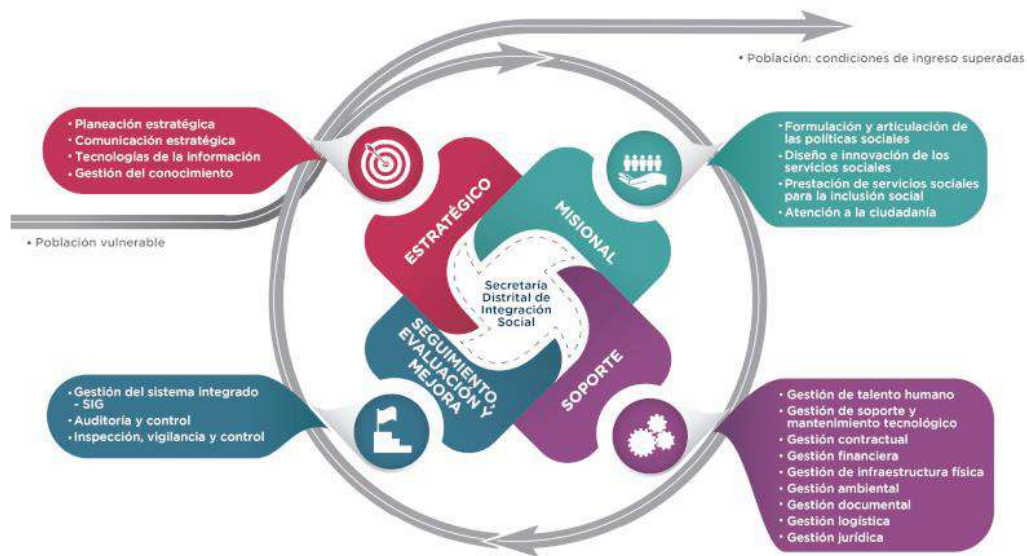 • Población: condiciones de ingreso superadas
• Planeación estratégica
• Comunicación estratégica
• Tecnologías de la información
• Gestión del conocimiento
• Formulación y articulación de
las políticas sociales
• Diseño e innovación de los
servicios sociales
• Prestación de servicios sociales
para la inclusión social
• Atención a la ciudadanía
• Población vulnerable
ESTRATÉGICO
MISIONAL
Secretaría
Distrital de
Integración
Social
SEGUIMIENTO,
EVALUACIÓN Y
MEJORA
SOPORTE
• Gestión del sistema integrado
- SIG
• Auditoría y control
• Inspección, vigilancia y control
• Gestión de talento humano
• Gestión de soporte y
mantenimiento tecnológico
• Gestión contractual
• Gestión financiera
• Gestión de infraestructura física
• Gestión ambiental
• Gestión documental
• Gestión logística
• Gestión jurídica